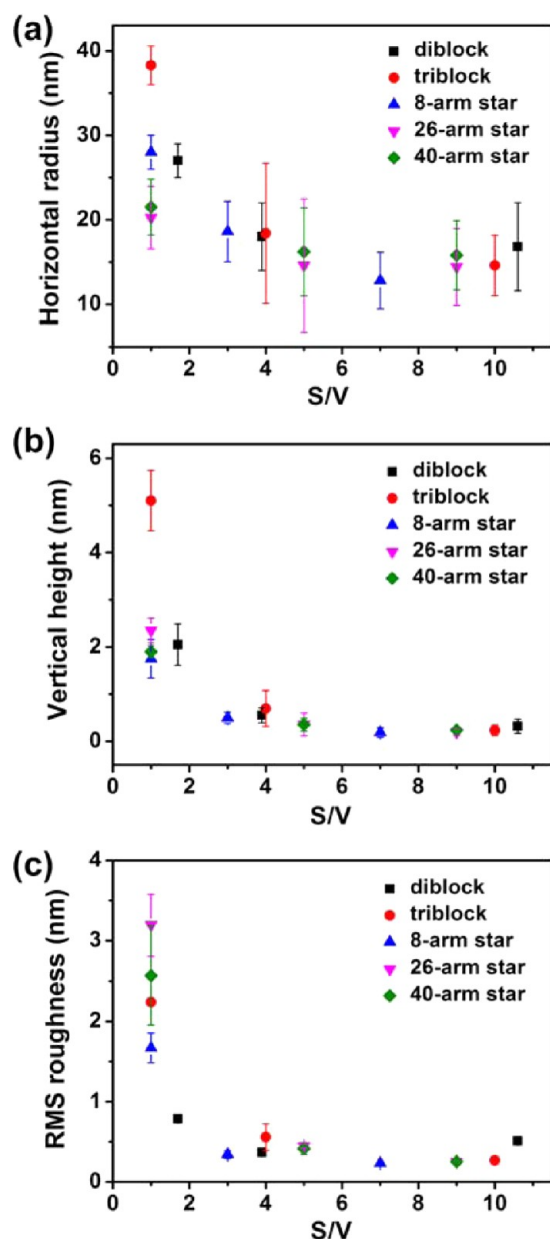 (a)
Horizontal radius (nm)
40
30
20
10
diblock
triblock
8-arm star
26-arm star
40-arm star
0 2 4 6 8 10
S/V
(b)
Vertical height (nm)
6
4
2
0
diblock
triblock
8-arm star
26-arm star
40-arm star
0 2 4 6 8 10
S/V
(c)
RMS roughness (nm)
4
3
2
1
0
diblock
triblock
8-arm star
26-arm star
40-arm star
0 2 4 6 8 10
S/V